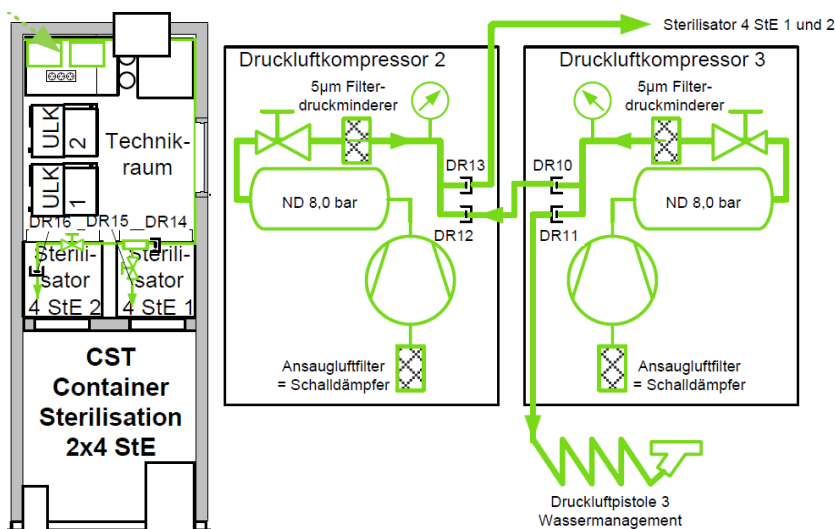 Sterilisator 4 StE 1 und 2
Druckluftkompressor 2
5µm Filter-
druckminderer
DR13
ND 8,0 bar
DR12
Ansaugluftfilter
= Schalldämpfer
Druckluftkompressor 3
5µm Filter-
druckminderer
DR10
ND 8,0 bar
DR11
Ansaugluftfilter
= Schalldämpfer
Druckluftpistole 3
Wassermanagement
ULK
2
Technik-
raum
ULK
1
DR16
DR15
DR14
Sterili-
sator
4 StE 2
Sterili-
sator
4 StE 1
CST
Container
Sterilisation
2x4 StE